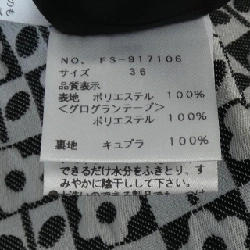 NO. FS-917106
サイズ 36
品質表示
表地 ポリエステル 100%
<グログランテープ>
ポリエステル 100%
裏地 キュプラ 100%
できるだけ水分をふきとり、す
みやかに陰干しして下さい。